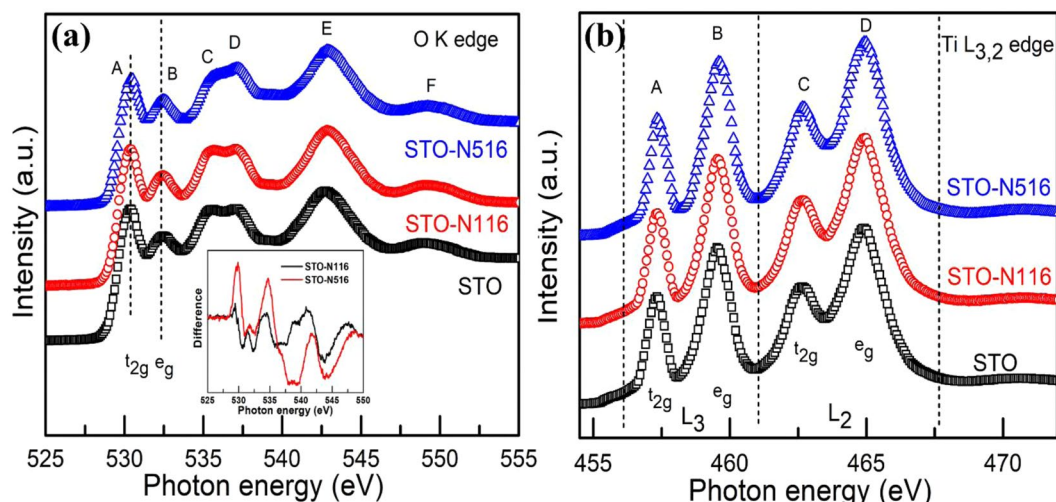 (a)
O K edge
A
B
C
D
E
F
STO-N516
STO-N116
STO
t2g
eg
Intensity (a.u.)
STO-N116
STO-N516
Difference
Photon energy (eV)
525 530 535 540 545 550
525 530 535 540 545 550 555
Photon energy (eV)
(b)
Ti L3,2 edge
A
B
C
D
STO-N516
STO-N116
STO
t2g
eg
t2g
eg
L3
L2
Intensity (a.u.)
455 460 465 470
Photon energy (eV)